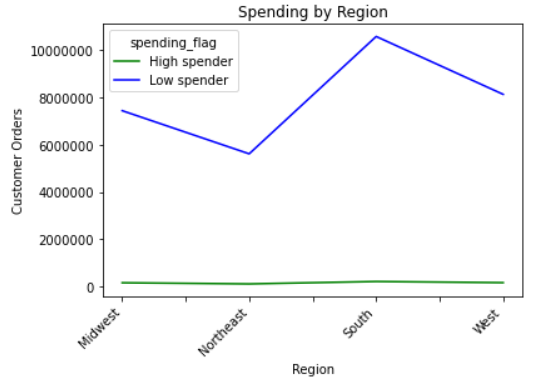 Spending by Region
spending_flag
High spender
Low spender
10000000
8000000
6000000
4000000
2000000
0
Customer Orders
Midwest
Northeast
South
West
Region